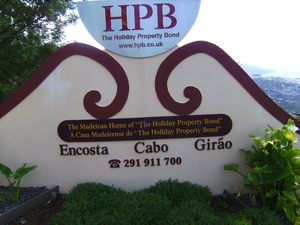 HPB
The Holiday Property Bond
www.hpb.co.uk
The Madeiran Home of "The Holiday Property Bond"
A Casa Madeirense de "The Holiday Property Bond"
Encosta Cabo Girão
☎ 291 911 700